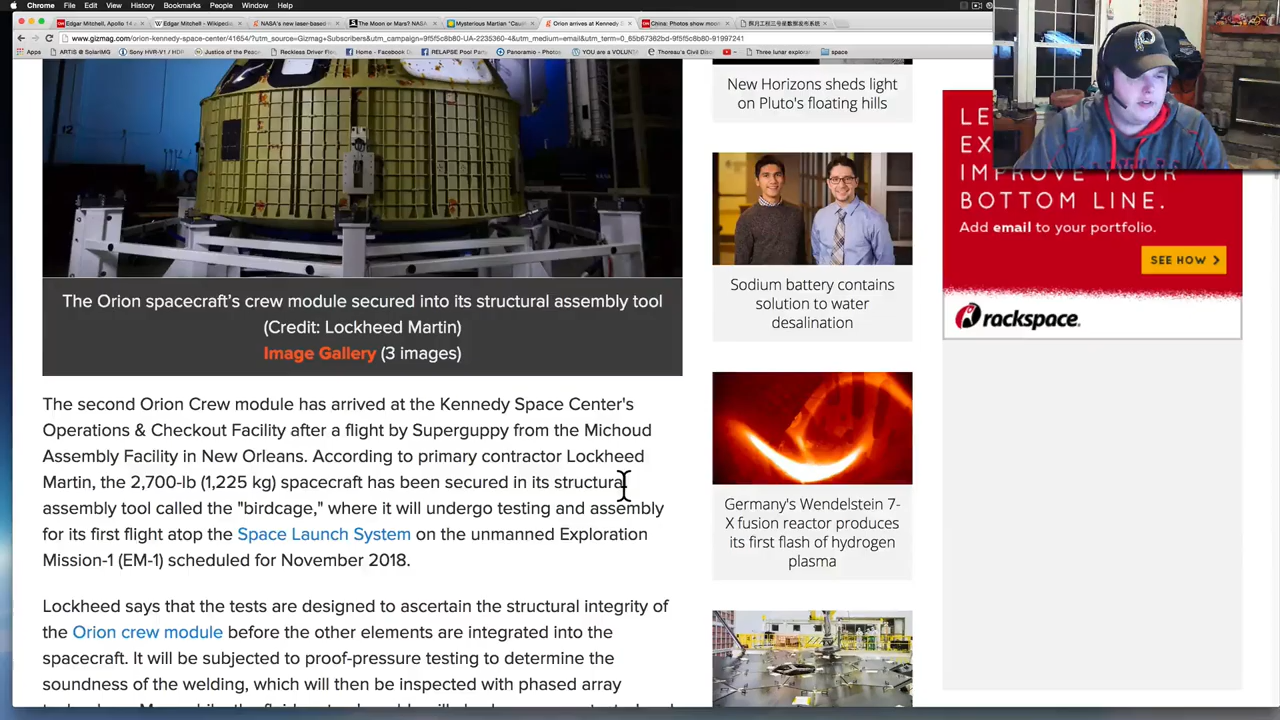 Chrome File Edit View History Bookmarks People Window Help
Edgar Mitchell, Apollo 14
Edgar Mitchell - Wikipedia
NASA's new laser-based
The Moon or Mars? NASA
Mysterious Martian "Cauli
Orion arrives at Kennedy
China: Photos show moon
www.gizmag.com/orion-kennedy-space-center/41654/?utm_source=Gizmag+Subscribers&utm_campaign=9f5f5c8b80-UA-2235360-4&utm_medium=email&utm_term=0_65b67362bd-9f5f5c8b80-91997241
Apps ARTiS @ SolarIMG Sony HVR-V1 / HDR Justice of Peace Reckless Driver Flee Home - Facebook RELAPSE Pool Party Panoramio - Photos YOU are a VOLUNT Thoreau's Civil Diso Three lunar explora space
The Orion spacecraft's crew module secured into its structural assembly tool
(Credit: Lockheed Martin)
Image Gallery (3 images)
The second Orion Crew module has arrived at the Kennedy Space Center's
Operations & Checkout Facility after a flight by Superguppy from the Michoud
Assembly Facility in New Orleans. According to primary contractor Lockheed
Martin, the 2,700-lb (1,225 kg) spacecraft has been secured in its structural
assembly tool called the "birdcage," where it will undergo testing and assembly
for its first flight atop the Space Launch System on the unmanned Exploration
Mission-1 (EM-1) scheduled for November 2018.
Lockheed says that the tests are designed to ascertain the structural integrity of
the Orion crew module before the other elements are integrated into the
spacecraft. It will be subjected to proof-pressure testing to determine the
soundness of the welding, which will then be inspected with phased array
New Horizons sheds light
on Pluto's floating hills
Sodium battery contains
solution to water
desalination
Germany's Wendelstein 7-
X fusion reactor produces
its first flash of hydrogen
plasma
IMPROVE YOUR
BOTTOM LINE.
Add email to your portfolio.
SEE HOW
rackspace.